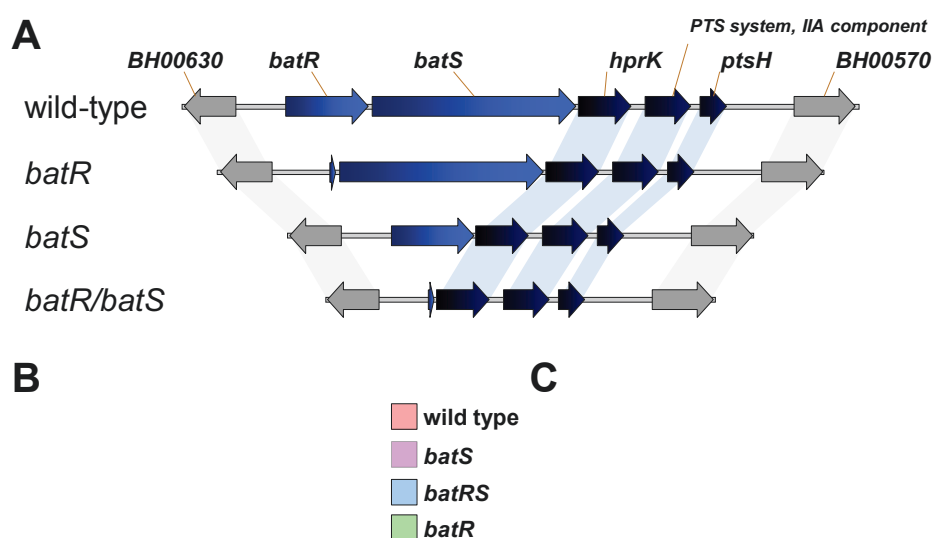 A
PTS system, IIA component
BH00630 batR batS hprK ptsH BH00570
wild-type
batR
batS
batR/batS
B C
wild type
batS
batRS
batR